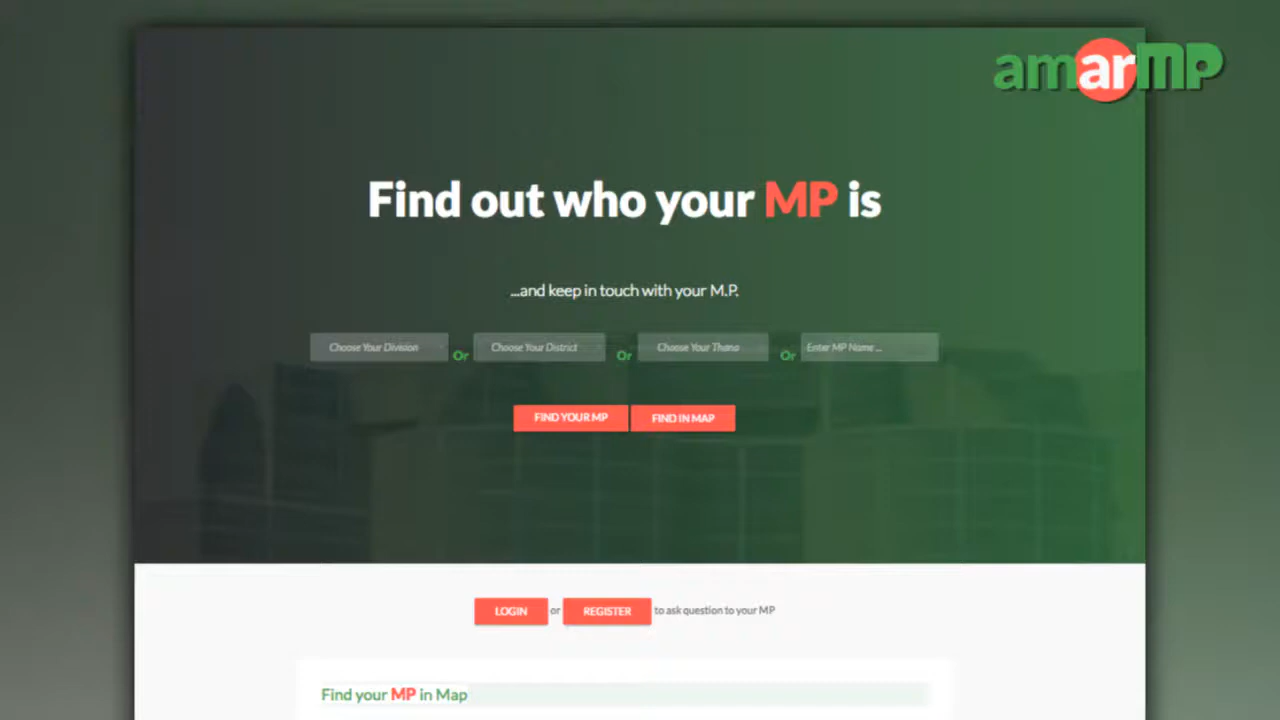 amarMP
Find out who your MP is
...and keep in touch with your M.P.
Choose Your Division Or Choose Your District Or Choose Your Thana Or Enter MP Name ...
FIND YOUR MP FIND IN MAP
LOGIN or REGISTER to ask question to your MP
Find your MP in Map